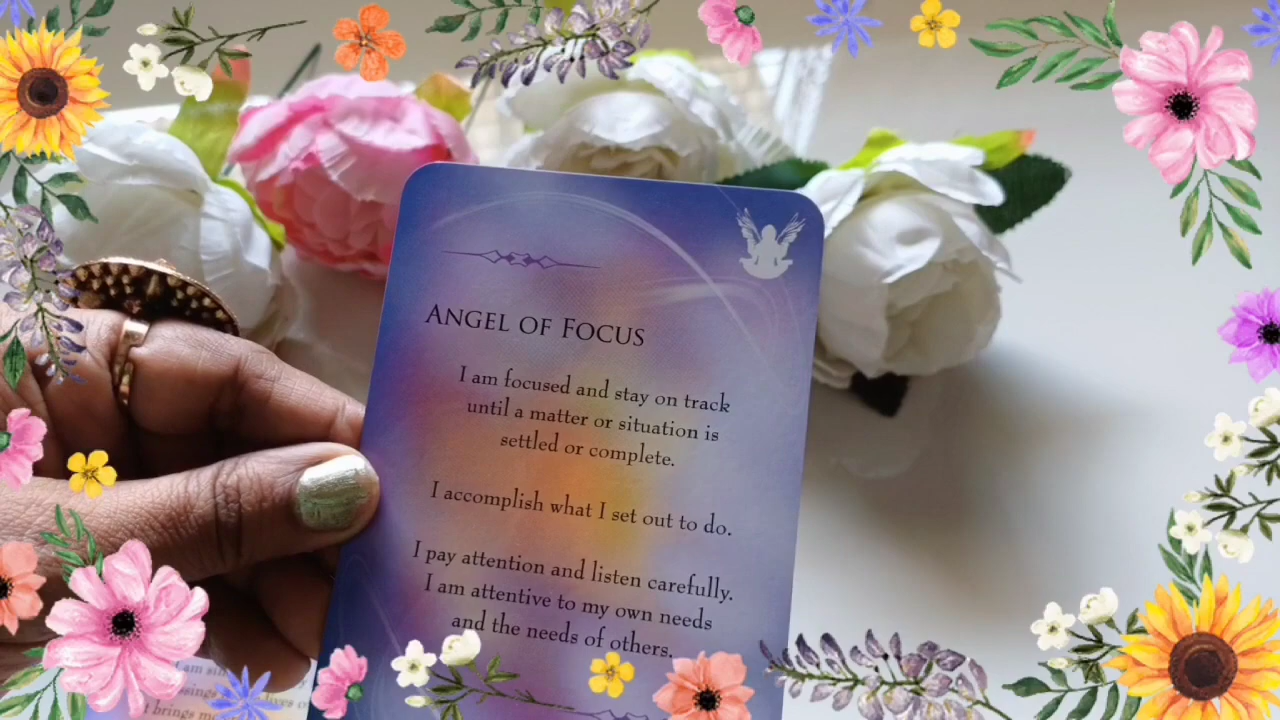 ANGEL OF FOCUS
I am focused and stay on track
until a matter or situation is
settled or complete.
I accomplish what I set out to do.
I pay attention and listen carefully.
I am attentive to my own needs
and the needs of others.
I am
t brings